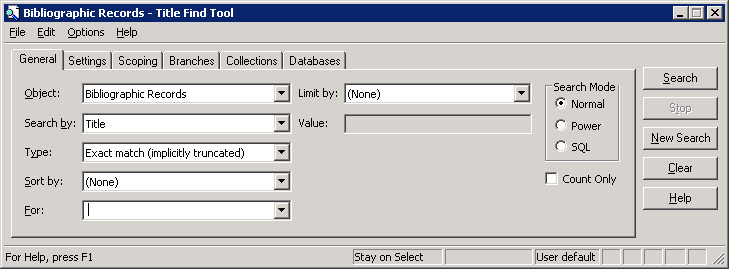 Bibliographic Records - Title Find Tool
File Edit Options Help
General Settings Scoping Branches Collections Databases
Object: Bibliographic Records Limit by: (None) Search Mode Search
Normal
Search by: Title Value: Power Stop
Type: Exact match (implicitly truncated) SQL New Search
Sort by: (None) Count Only Clear
For: Help
For Help, press F1 Stay on Select User default